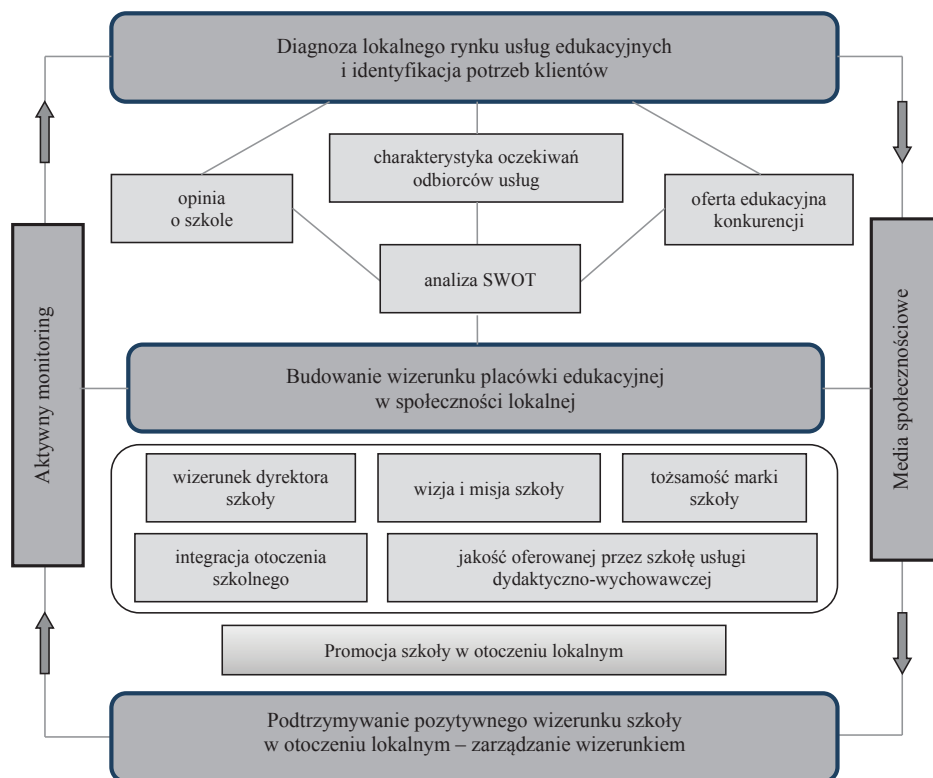 Diagnoza lokalnego rynku usług edukacyjnych
i identyfikacja potrzeb klientów
charakterystyka oczekiwań
odbiorców usług
opinia
o szkole
oferta edukacyjna
konkurencji
analiza SWOT
Aktywny monitoring
Media społecznościowe
Budowanie wizerunku placówki edukacyjnej
w społeczności lokalnej
wizerunek dyrektora
szkoły
wizja i misja szkoły
tożsamość marki
szkoły
integracja otoczenia
szkolnego
jakość oferowanej przez szkołę usługi
dydaktyczno-wychowawczej
Promocja szkoły w otoczeniu lokalnym
Podtrzymywanie pozytywnego wizerunku szkoły
w otoczeniu lokalnym – zarządzanie wizerunkiem